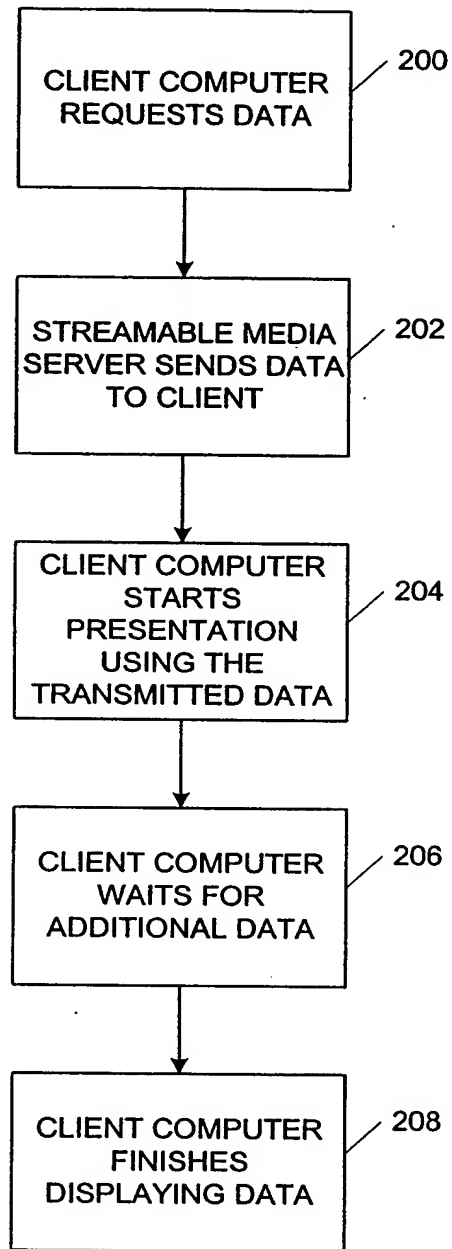 CLIENT COMPUTER
REQUESTS DATA
200
STREAMABLE MEDIA
SERVER SENDS DATA
TO CLIENT
202
CLIENT COMPUTER
STARTS
PRESENTATION
USING THE
TRANSMITTED DATA
204
CLIENT COMPUTER
WAITS FOR
ADDITIONAL DATA
206
CLIENT COMPUTER
FINISHES
DISPLAYING DATA
208